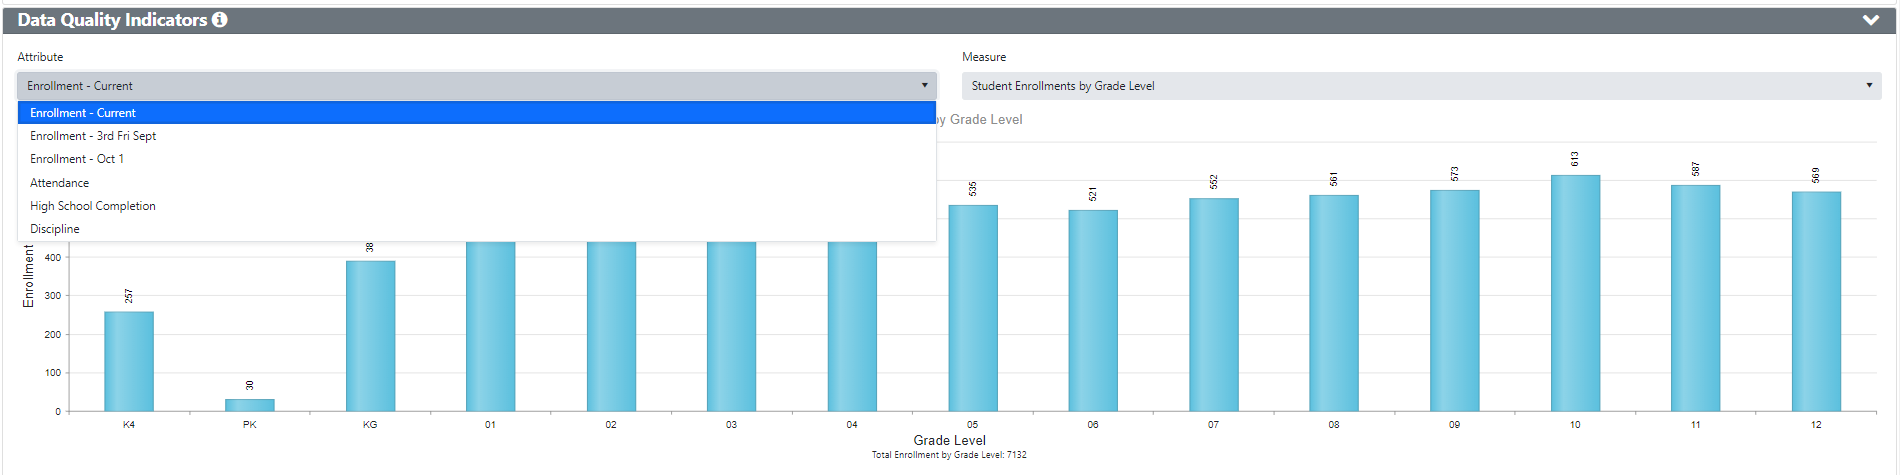 Data Quality Indicators
Attribute
Measure
Enrollment - Current
Student Enrollments by Grade Level
Enrollment - Current
Enrollment - 3rd Fri Sept
Enrollment - Oct 1
Attendance
High School Completion
Discipline
by Grade Level
Enrollment
400
300
200
100
0
257
30
38
535
521
552
561
573
613
587
569
K4
PK
KG
01
02
03
04
05
06
07
08
09
10
11
12
Grade Level
Total Enrollment by Grade Level: 7132